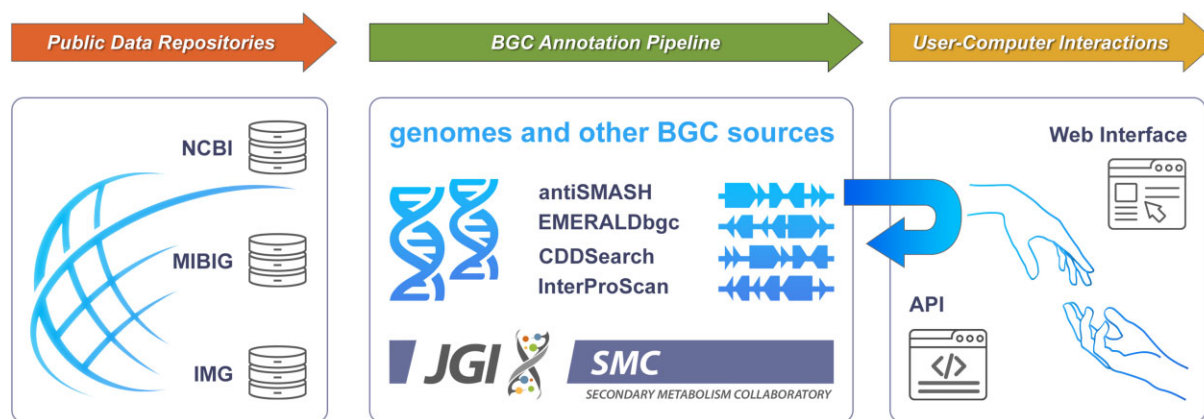 Public Data Repositories
BGC Annotation Pipeline
User-Computer Interactions
NCBI
MIBIG
IMG
genomes and other BGC sources
antiSMASH
EMERALDbgc
CDDSearch
InterProScan
JGI
SMC
SECONDARY METABOLISM COLLABORATORY
Web Interface
API
</>